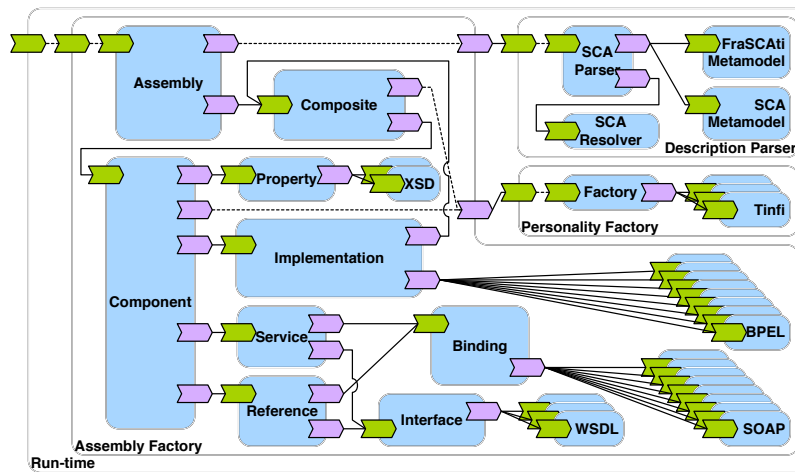 Assembly
Composite
SCA
Parser
FraSCAti
Metamodel
SCA
Metamodel
SCA
Resolver
Description Parser
Property
XSD
Factory
Tinfi
Personality Factory
Implementation
Component
BPEL
Service
Binding
Reference
Interface
WSDL
SOAP
Assembly Factory
Run-time